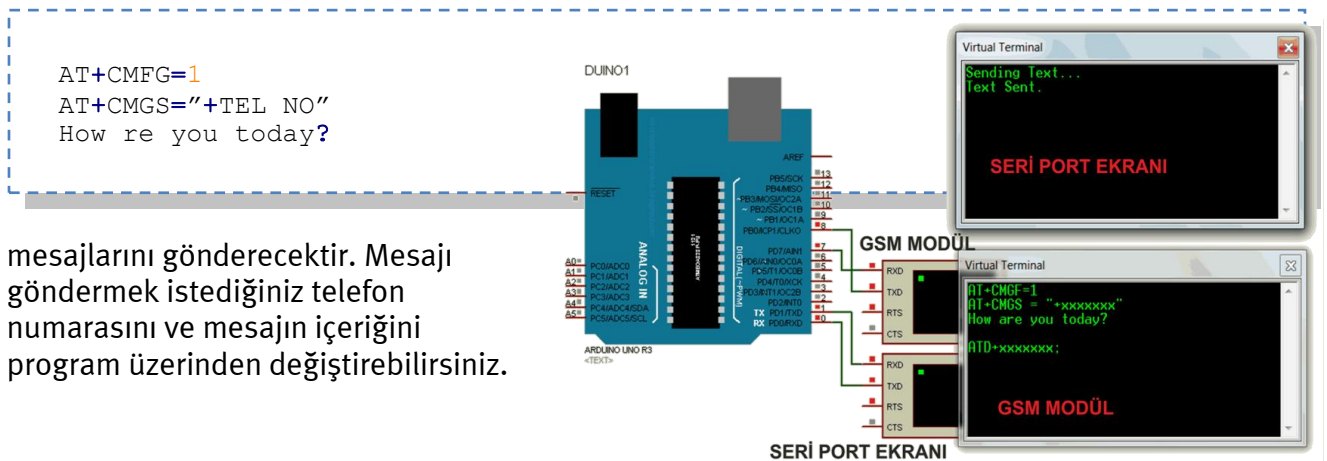 AT+CMFG=1
AT+CMGS=”+TEL NO”
How re you today?
mesajlarını gönderecektir. Mesajı
göndermek istediğiniz telefon
numarasını ve mesajın içeriğini
program üzerinden değiştirebilirsiniz.
DUINO1
RESET
AREF
13
PB5/SCK
12
PB4/MISO
11
~PB3/MOSI/OC2A
10
~ PB2/SS/OC1B
9
~ PB1/OC1A
8
PB0/ICP1/CLKO
7
PD7/AIN1
6
~PD6/AIN0/OC0A
5
~PD5/T1/OC0B
4
PD4/T0/XCK
3
~PD3/INT1/OC2B
2
PD2/INT0
1
TX PD1/TXD
0
RX PD0/RXD
ANALOG IN
DIGITAL (~PWM)
A0 PC0/ADC0
A1 PC1/ADC1
A2 PC2/ADC2
A3 PC3/ADC3
A4 PC4/ADC4/SDA
A5 PC5/ADC5/SCL
ARDUINO UNO R3
<TEXT>
GSM MODÜL
RXD
TXD
RTS
CTS
RXD
TXD
RTS
CTS
SERİ PORT EKRANI
Virtual Terminal
Sending Text...
Text Sent.
SERİ PORT EKRANI
Virtual Terminal
AT+CMGF=1
AT+CMGS = "+xxxxxxx"
How are you today?
ATD+xxxxxxx;
GSM MODÜL